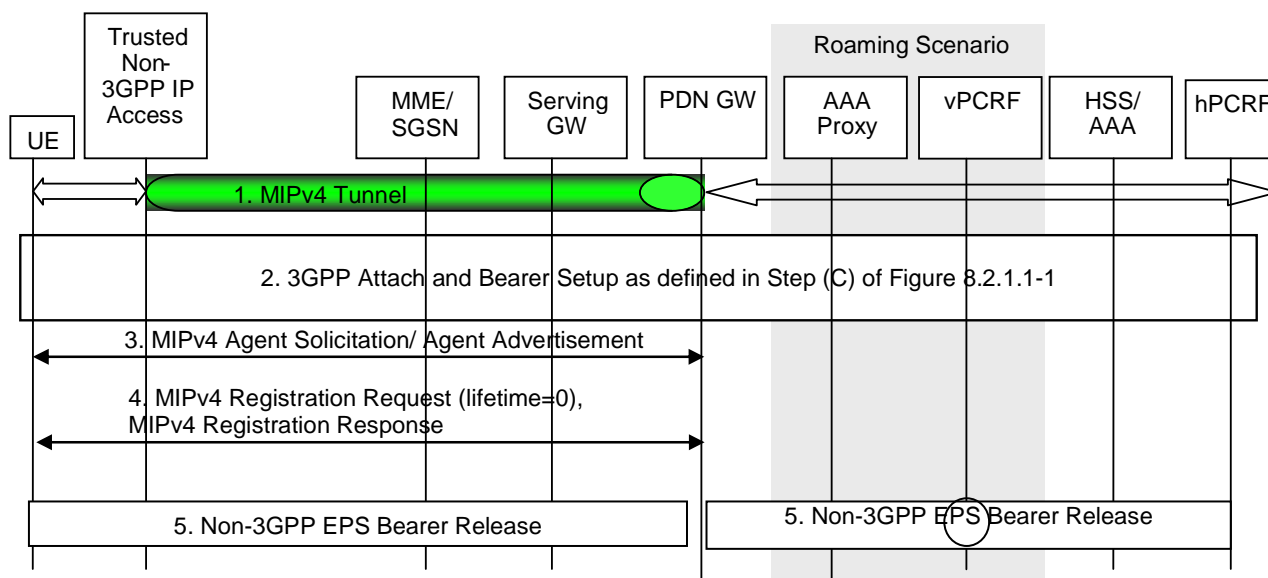 Roaming Scenario
UE
Trusted
Non-
3GPP IP
Access
MME/
SGSN
Serving
GW
PDN GW
AAA
Proxy
vPCRF
HSS/
AAA
hPCRF
1. MIPv4 Tunnel
2. 3GPP Attach and Bearer Setup as defined in Step (C) of Figure 8.2.1.1-1
3. MIPv4 Agent Solicitation/ Agent Advertisement
4. MIPv4 Registration Request (lifetime=0),
MIPv4 Registration Response
5. Non-3GPP EPS Bearer Release
5. Non-3GPP EPS Bearer Release